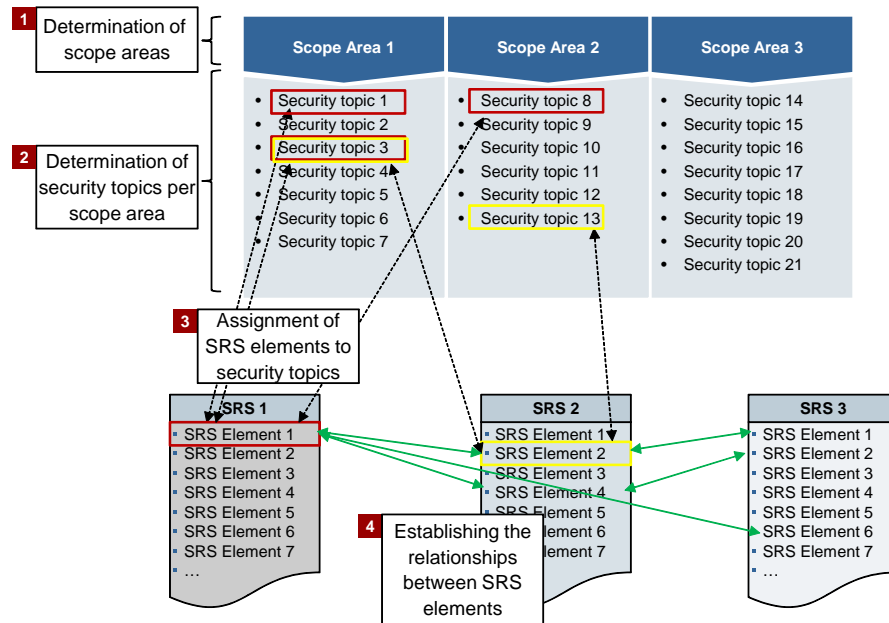 1
Determination of
scope areas
Scope Area 1
Scope Area 2
Scope Area 3
2
Determination of
security topics per
scope area
• Security topic 1
• Security topic 2
• Security topic 3
• Security topic 4
• Security topic 5
• Security topic 6
• Security topic 7
• Security topic 8
• Security topic 9
• Security topic 10
• Security topic 11
• Security topic 12
• Security topic 13
• Security topic 14
• Security topic 15
• Security topic 16
• Security topic 17
• Security topic 18
• Security topic 19
• Security topic 20
• Security topic 21
3
Assignment of
SRS elements to
security topics
SRS 1
▪ SRS Element 1
▪ SRS Element 2
▪ SRS Element 3
▪ SRS Element 4
▪ SRS Element 5
▪ SRS Element 6
▪ SRS Element 7
▪ …
SRS 2
SRS Element 1
▪ SRS Element 2
▪ SRS Element 3
▪ SRS Element 4
SRS Element 5
SRS Element 6
SRS Element 7
4
Establishing the
relationships
between SRS
elements
SRS 3
▪ SRS Element 1
▪ SRS Element 2
▪ SRS Element 3
▪ SRS Element 4
▪ SRS Element 5
▪ SRS Element 6
▪ SRS Element 7
▪ …